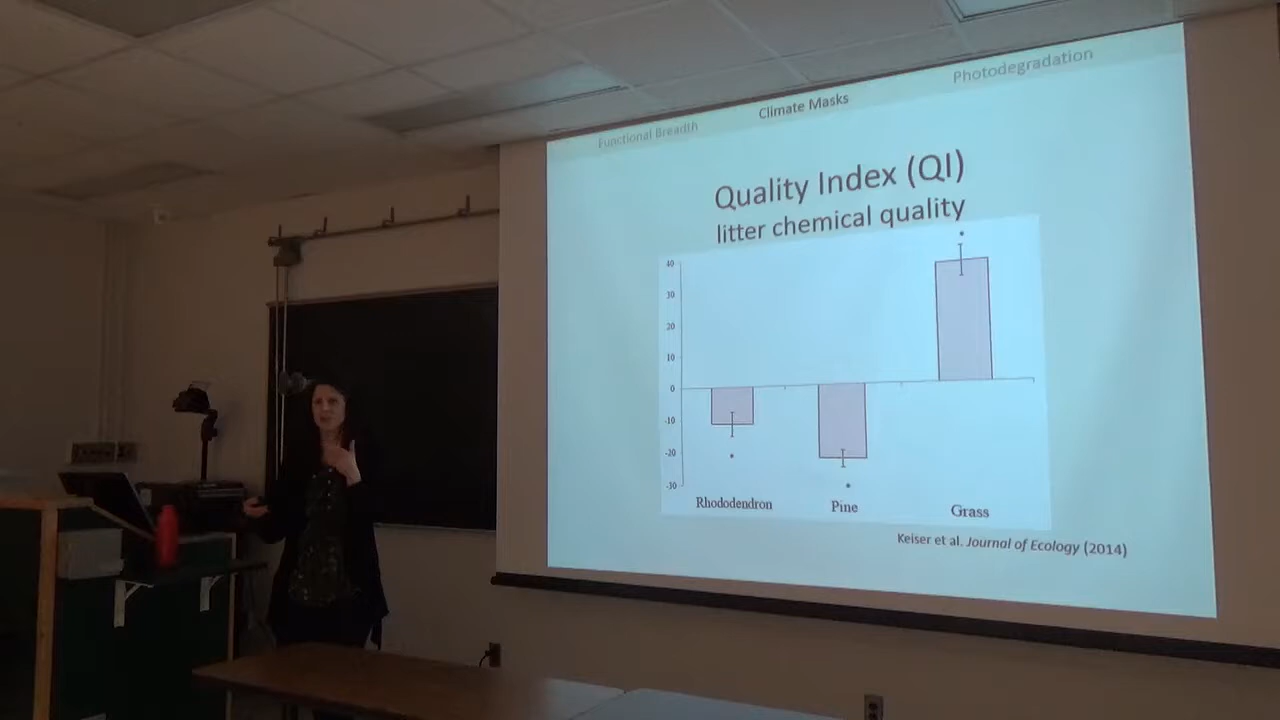 Functional Breadth
Climate Masks
Photodegradation
Quality Index (QI)
litter chemical quality
40
30
20
10
0
-10
-20
-30
Rhododendron
Pine
Grass
Keiser et al. Journal of Ecology (2014)